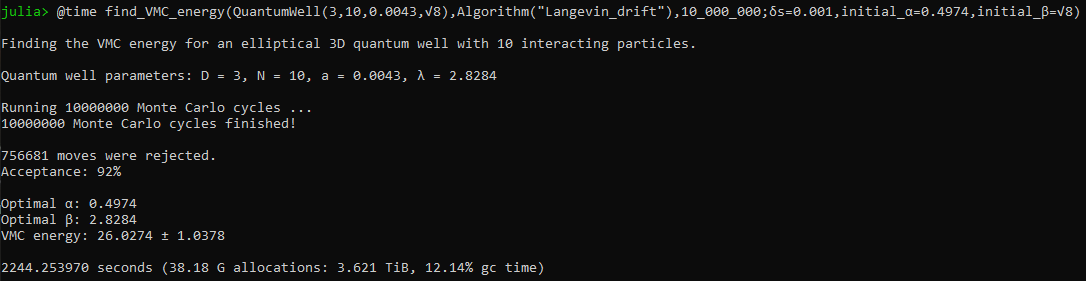 julia> @time find_VMC_energy(QuantumWell(3,10,0.0043,√8),Algorithm("Langevin_drift"),10_000_000;δs=0.001,initial_α=0.4974,initial_β=√8)
Finding the VMC energy for an elliptical 3D quantum well with 10 interacting particles.
Quantum well parameters: D = 3, N = 10, a = 0.0043, λ = 2.8284
Running 10000000 Monte Carlo cycles ...
10000000 Monte Carlo cycles finished!
756681 moves were rejected.
Acceptance: 92%
Optimal α: 0.4974
Optimal β: 2.8284
VMC energy: 26.0274 ± 1.0378
2244.253970 seconds (38.18 G allocations: 3.621 TiB, 12.14% gc time)